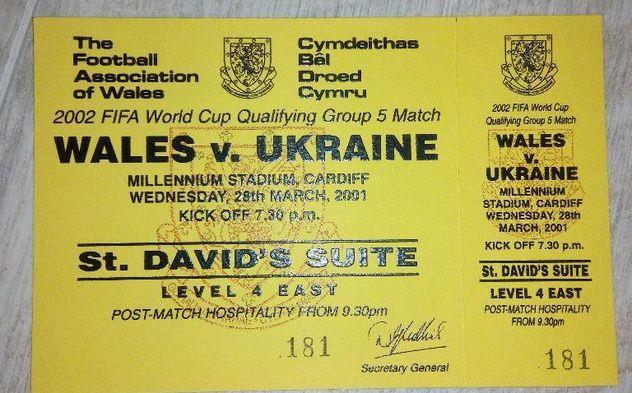 The
Football
Association
of Wales
Cymdeithas
Bêl
Droed
Cymru
2002 FIFA World Cup Qualifying Group 5 Match
WALES v. UKRAINE
MILLENNIUM STADIUM, CARDIFF
WEDNESDAY, 28th MARCH, 2001
KICK OFF 7.30 p.m.
St. DAVID'S SUITE
LEVEL 4 EAST
POST-MATCH HOSPITALITY FROM 9.30pm
181
Secretary General
2002 FIFA World Cup
Qualifying Group 5 Match
WALES
v.
UKRAINE
MILLENNIUM
STADIUM, CARDIFF
WEDNESDAY, 28th
MARCH, 2001
KICK OFF 7.30 p.m.
St. DAVID'S SUITE
LEVEL 4 EAST
POST-MATCH HOSPITALITY
FROM 9.30pm
181